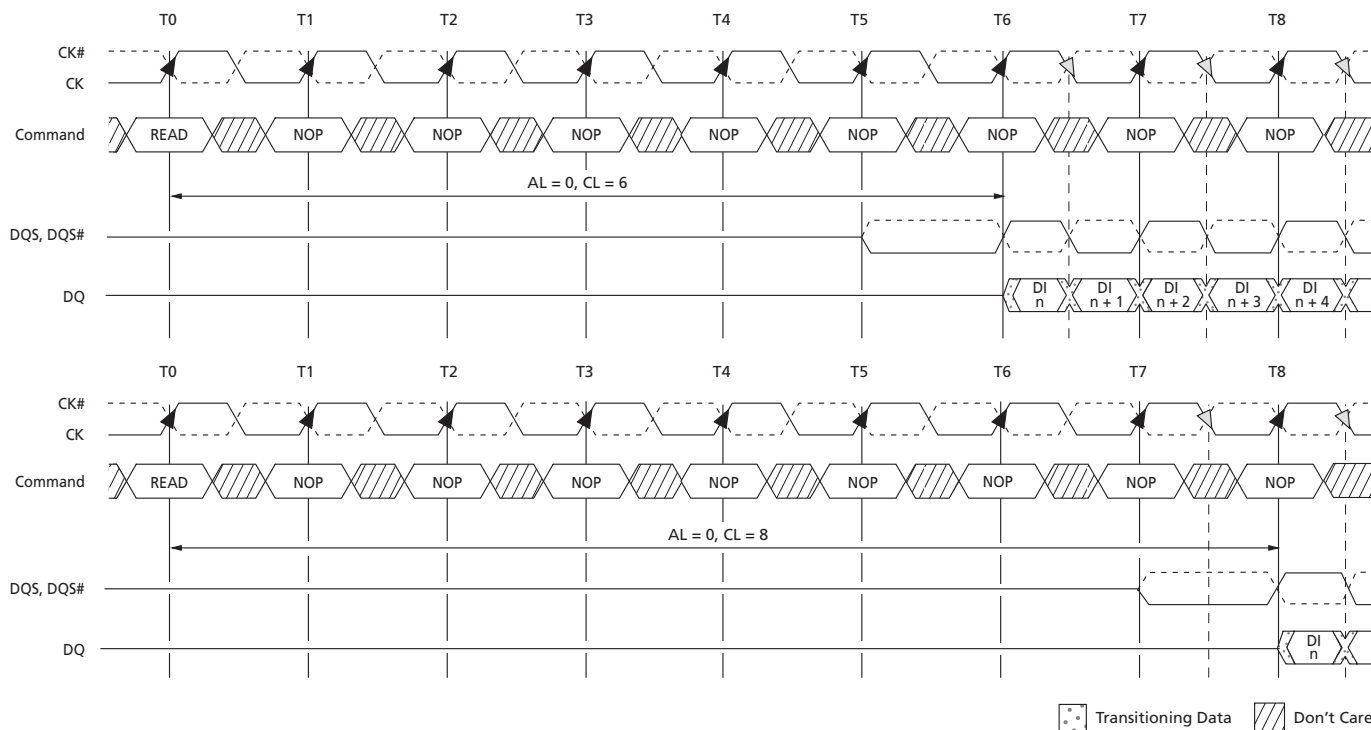 T0 T1 T2 T3 T4 T5 T6 T7 T8
CK#
CK
Command READ NOP NOP NOP NOP NOP NOP NOP NOP
AL = 0, CL = 6
DQS, DQS#
DQ DI n DI n + 1 DI n + 2 DI n + 3 DI n + 4
T0 T1 T2 T3 T4 T5 T6 T7 T8
CK#
CK
Command READ NOP NOP NOP NOP NOP NOP NOP NOP
AL = 0, CL = 8
DQS, DQS#
DQ DI n
Transitioning Data Don't Care